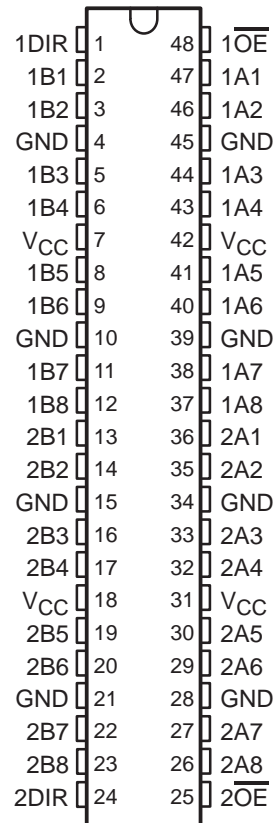 1DIR 1 48 1O̅E̅
1B1 2 47 1A1
1B2 3 46 1A2
GND 4 45 GND
1B3 5 44 1A3
1B4 6 43 1A4
VCC 7 42 VCC
1B5 8 41 1A5
1B6 9 40 1A6
GND 10 39 GND
1B7 11 38 1A7
1B8 12 37 1A8
2B1 13 36 2A1
2B2 14 35 2A2
GND 15 34 GND
2B3 16 33 2A3
2B4 17 32 2A4
VCC 18 31 VCC
2B5 19 30 2A5
2B6 20 29 2A6
GND 21 28 GND
2B7 22 27 2A7
2B8 23 26 2A8
2DIR 24 25 2O̅E̅